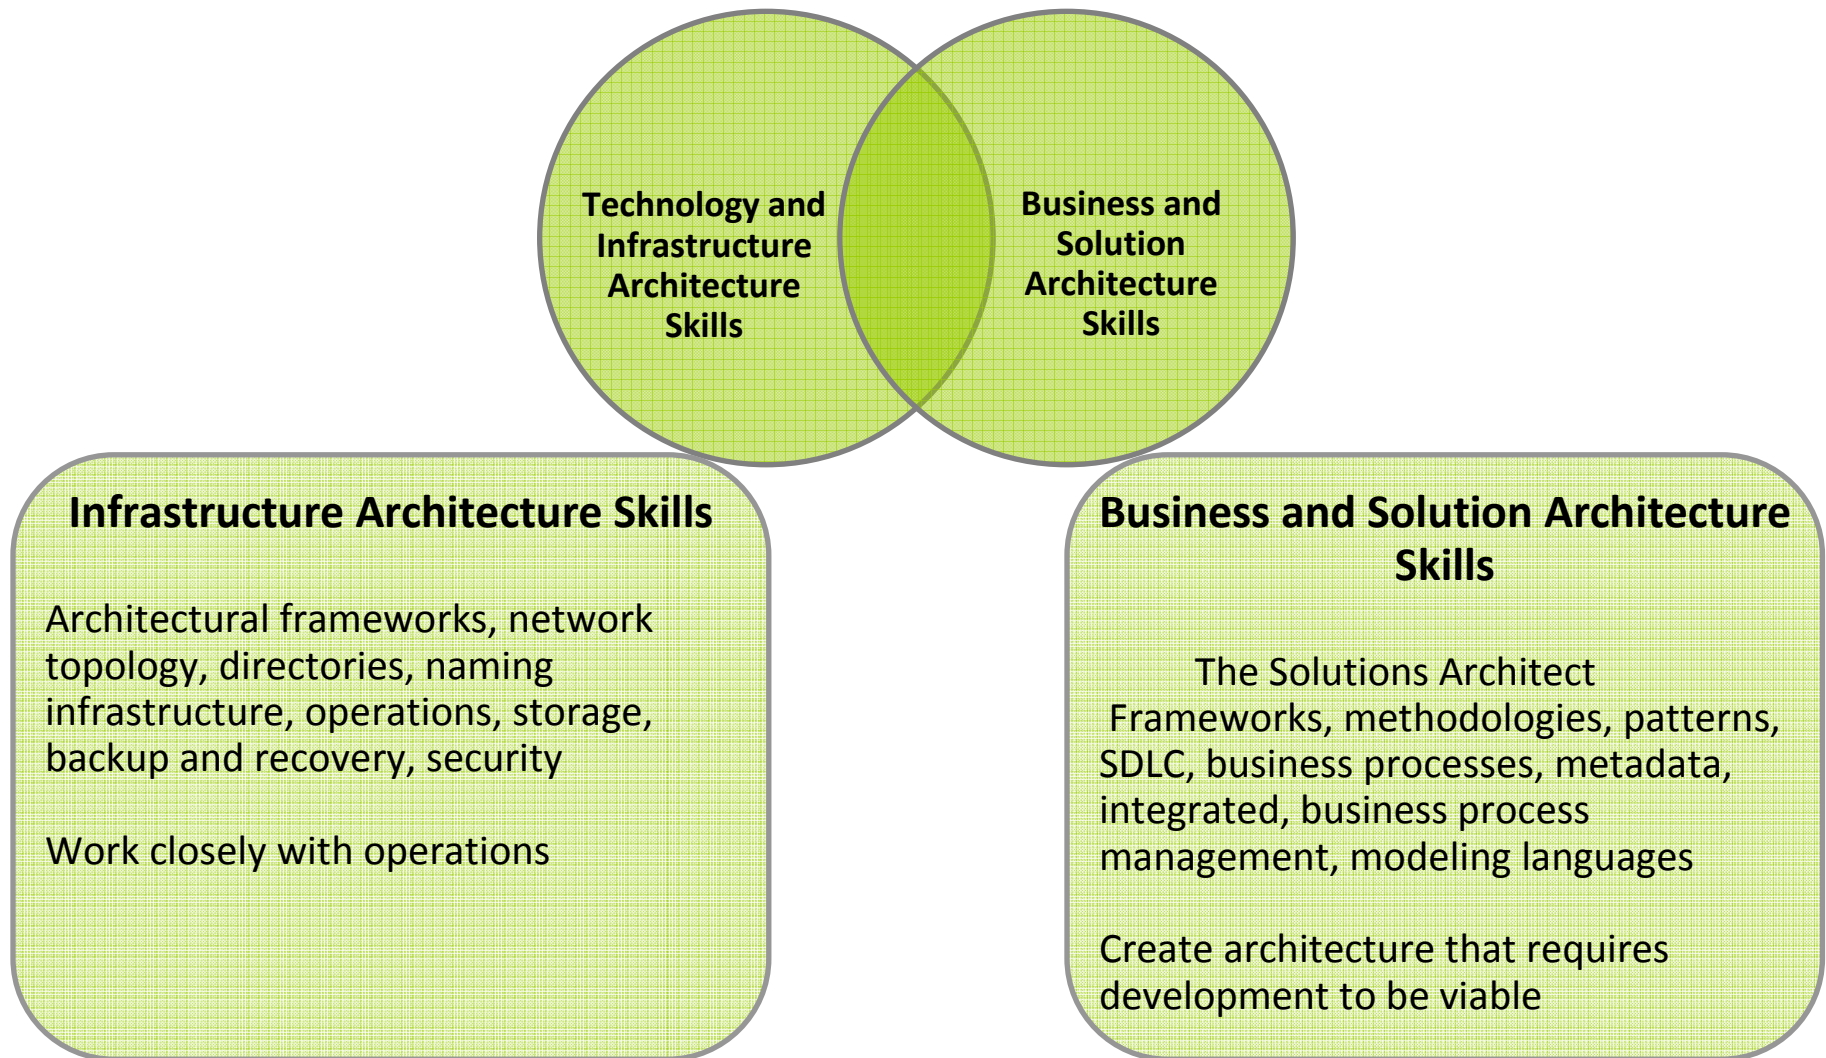 Technology and
Infrastructure
Architecture
Skills
Business and
Solution
Architecture
Skills
Infrastructure Architecture Skills
Architectural frameworks, network
topology, directories, naming
infrastructure, operations, storage,
backup and recovery, security
Work closely with operations
Business and Solution Architecture
Skills
The Solutions Architect
Frameworks, methodologies, patterns,
SDLC, business processes, metadata,
integrated, business process
management, modeling languages
Create architecture that requires
development to be viable